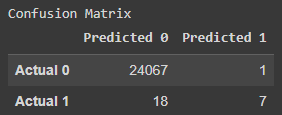 Confusion Matrix
Predicted 0 Predicted 1
Actual 0 24067 1
Actual 1 18 7